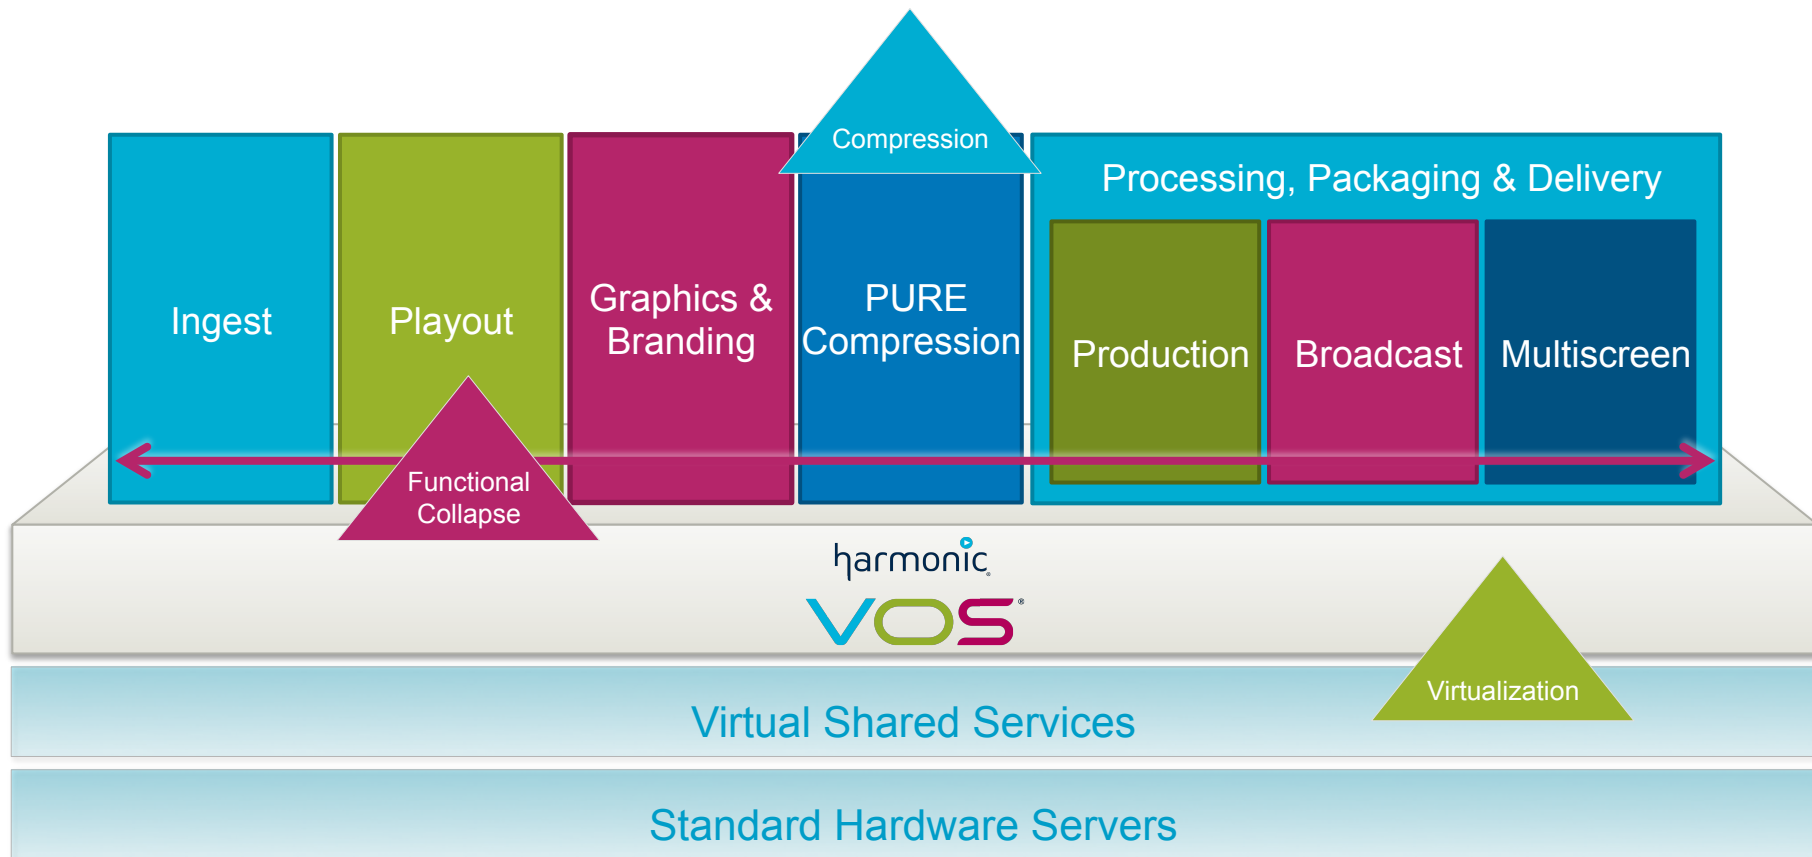 Compression
Processing, Packaging & Delivery
Ingest
Playout
Graphics &
Branding
PURE
Compression
Production
Broadcast
Multiscreen
Functional
Collapse
harmonic
VOS®
Virtualization
Virtual Shared Services
Standard Hardware Servers